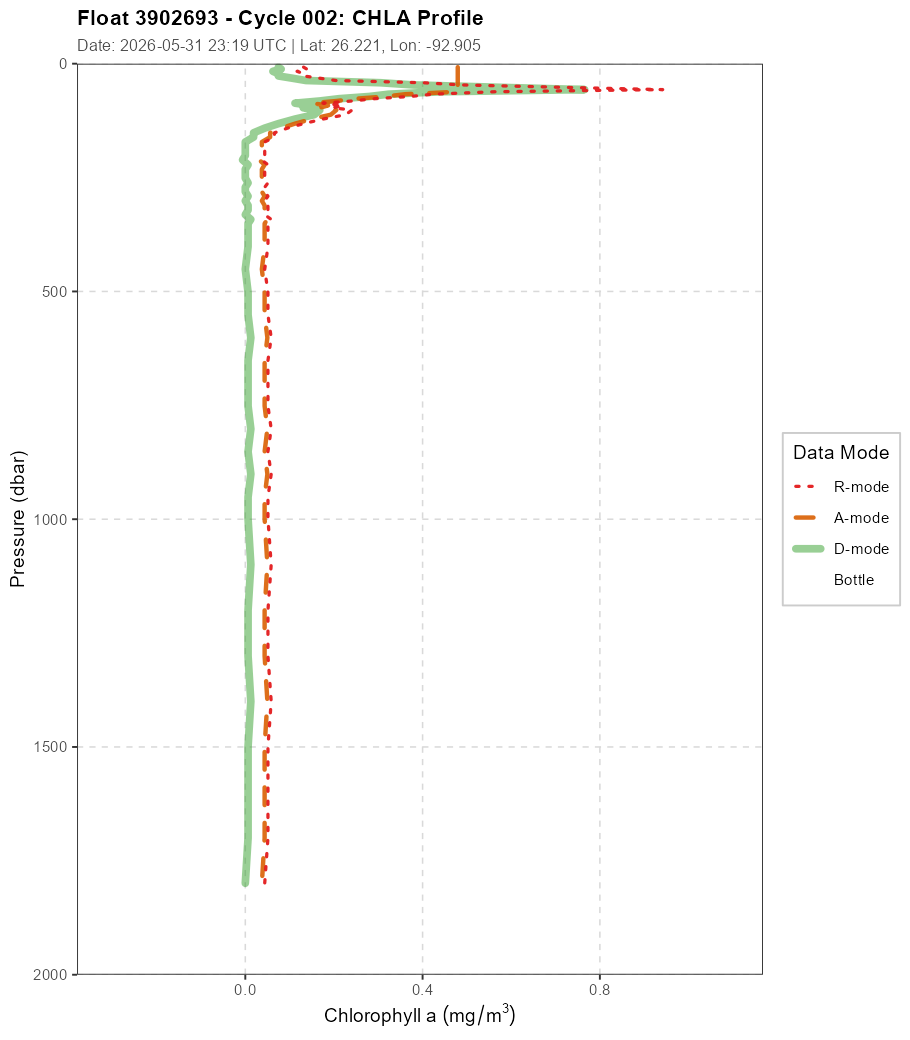 Float 3902693 - Cycle 002: CHLA Profile
Date: 2026-05-31 23:19 UTC | Lat: 26.221, Lon: -92.905
0
500
1000
1500
2000
Pressure (dbar)
0.0
0.4
0.8
Chlorophyll a (mg/m³)
Data Mode
R-mode
A-mode
D-mode
Bottle